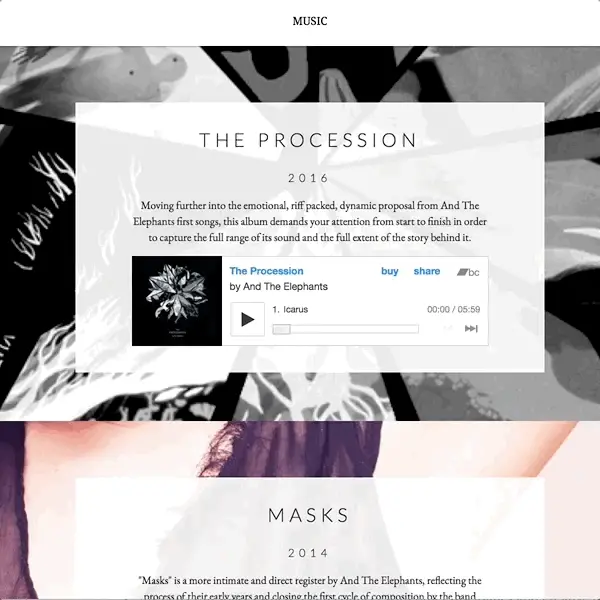 MUSIC
THE PROCESSION
2016
Moving further into the emotional, riff packed, dynamic proposal from And The
Elephants first songs, this album demands your attention from start to finish in order
to capture the full range of its sound and the full extent of the story behind it.
The Procession buy share bc
by And The Elephants
1. Icarus 00:00 / 05:59
MASKS
2014
"Masks" is a more intimate and direct register by And The Elephants, reflecting the
process of their early years and closing the first cycle of composition by the band